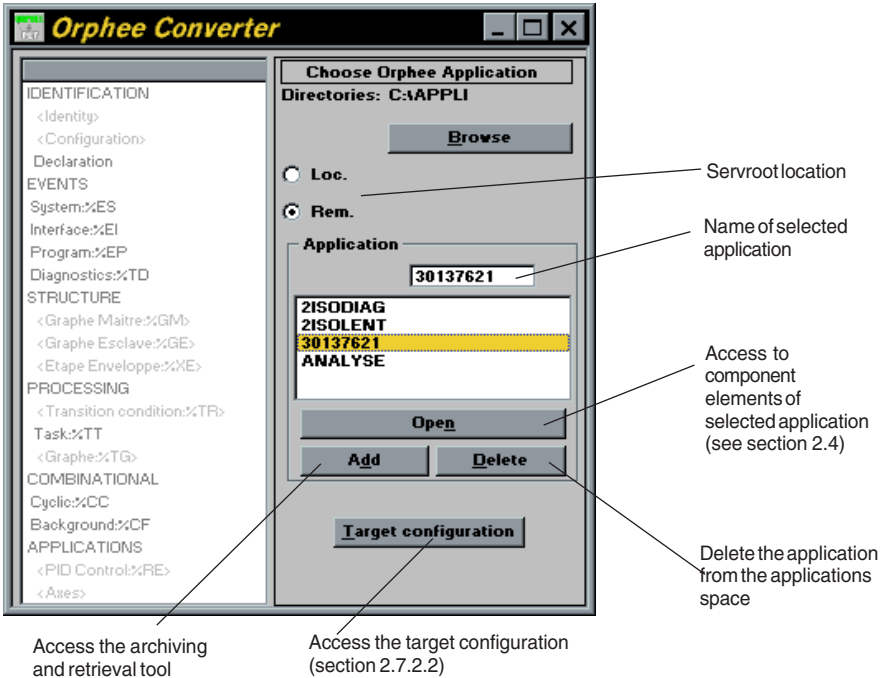 Orphee Converter
IDENTIFICATION
<Identity>
<Configuration>
Declaration
EVENTS
System:%ES
Interface:%EI
Program:%EP
Diagnostics:%TD
STRUCTURE
<Graphe Maitre:%GM>
<Graphe Esclave:%GE>
<Etape Enveloppe:%XE>
PROCESSING
<Transition condition:%TR>
Task:%TT
<Graphe:%TG>
COMBINATIONAL
Cyclic:%CC
Background:%CF
APPLICATIONS
<PID Control:%RE>
<Axes>
Choose Orphee Application
Directories: C:\APPLI
Browse
Loc.
Rem.
Application
30137621
2ISODIAG
2ISOLENT
30137621
ANALYSE
Open
Add Delete
Target configuration
Servroot location
Name of selected
application
Access to
component
elements of
selected application
(see section 2.4)
Delete the application
from the applications
space
Access the archiving
and retrieval tool
Access the target configuration
(section 2.7.2.2)